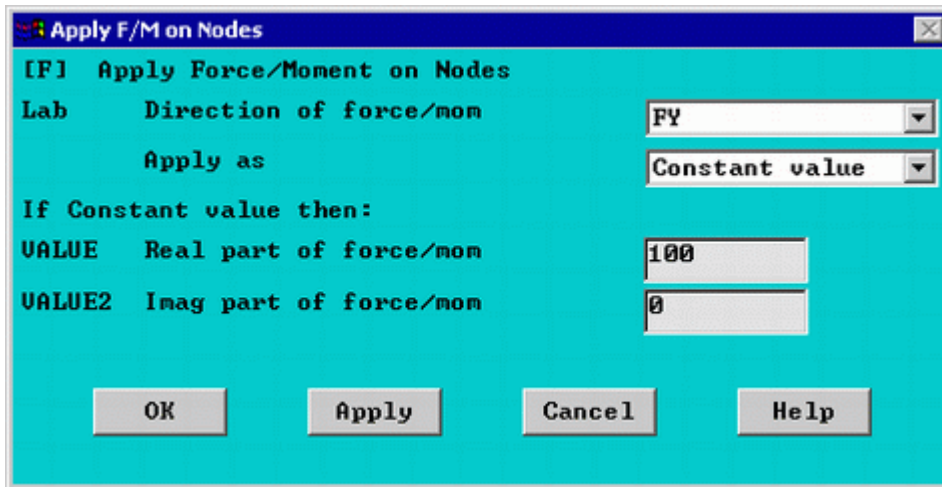 Apply F/M on Nodes
[F] Apply Force/Moment on Nodes
Lab Direction of force/mom FY
Apply as Constant value
If Constant value then:
VALUE Real part of force/mom 100
VALUE2 Imag part of force/mom 0
OK Apply Cancel Help